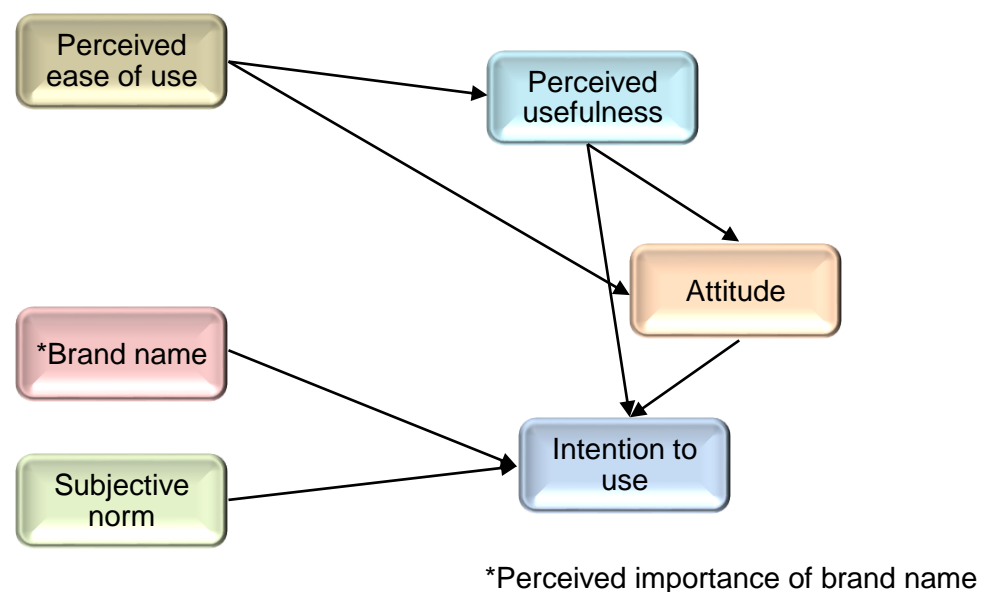 Perceived
ease of use
Perceived
usefulness
Attitude
*Brand name
Intention to
use
Subjective
norm
*Perceived importance of brand name